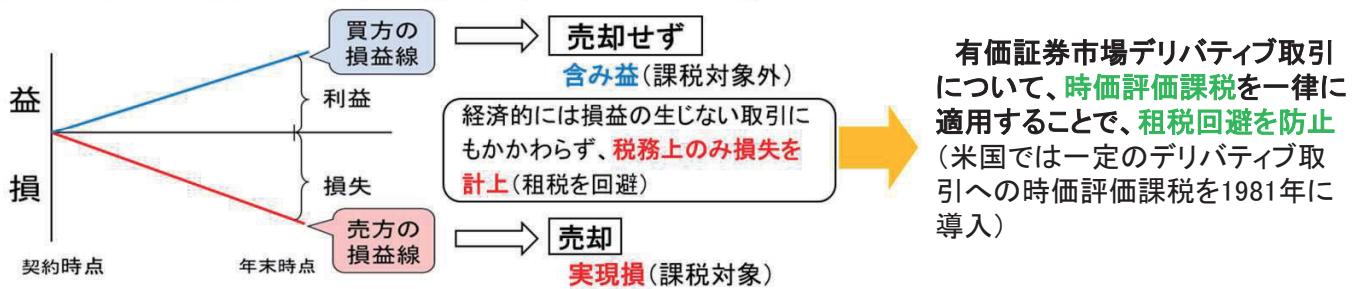 益
損
契約時点
年末時点
買方の
損益線
利益
損失
売方の
損益線
売却せず
含み益(課税対象外)
経済的には損益の生じない取引に
もかかわらず、税務上のみ損失を
計上(租税を回避)
売却
実現損(課税対象)
有価証券市場デリバティブ取引
について、時価評価課税を一律に
適用することで、租税回避を防止
(米国では一定のデリバティブ取
引への時価評価課税を1981年に
導入)